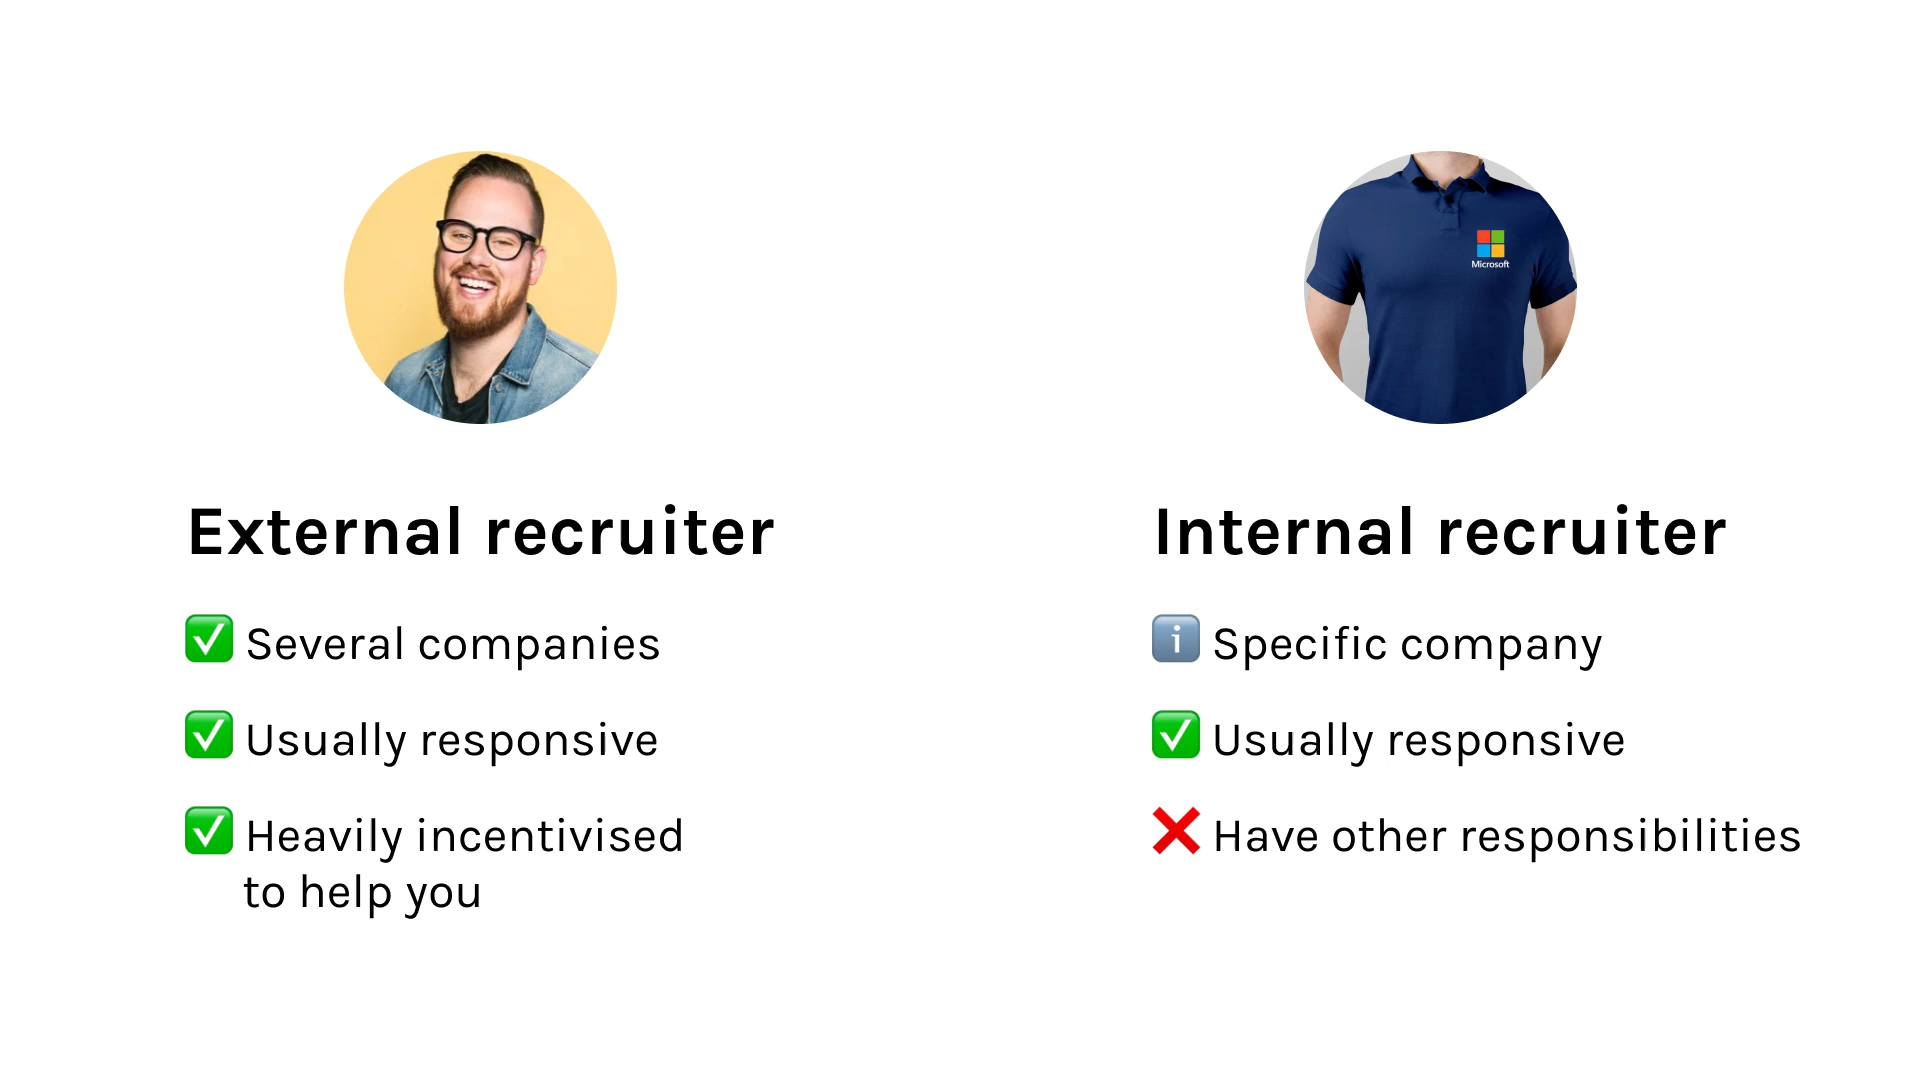 Microsoft
External recruiter
✅ Several companies
✅ Usually responsive
✅ Heavily incentivised
to help you
Internal recruiter
ℹ️ Specific company
✅ Usually responsive
❌ Have other responsibilities